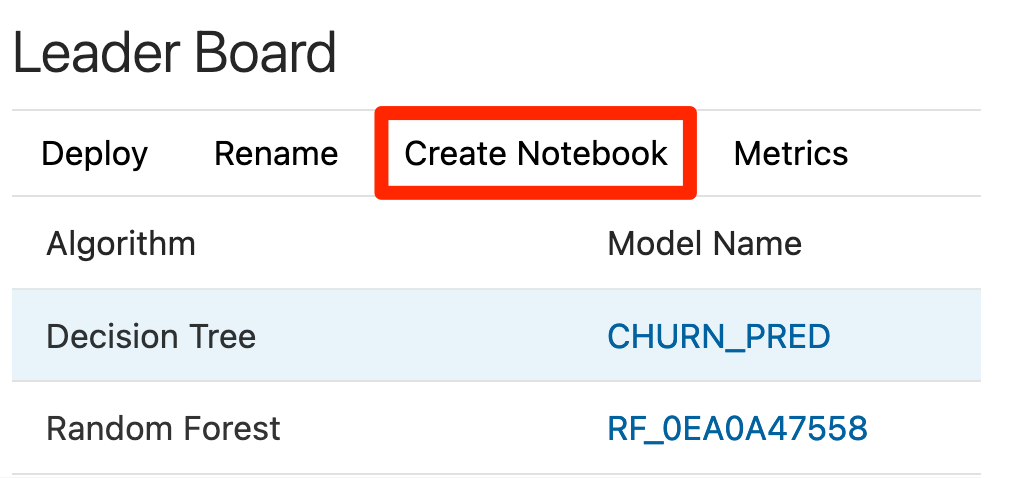 Leader Board
Deploy Rename Create Notebook Metrics
Algorithm Model Name
Decision Tree CHURN_PRED
Random Forest RF_0EA0A47558